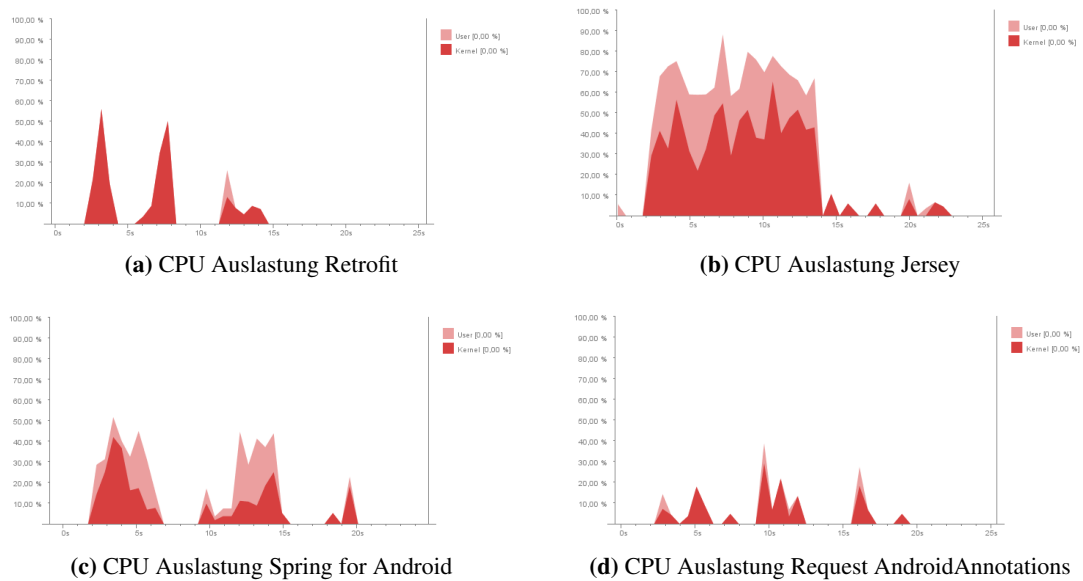 100,00 %
90,00 %
80,00 %
70,00 %
60,00 %
50,00 %
40,00 %
30,00 %
20,00 %
10,00 %
0s 5s 10s 15s 20s 25s
User [0,00 %]
Kernel [0,00 %]
(a) CPU Auslastung Retrofit
100,00 %
90,00 %
80,00 %
70,00 %
60,00 %
50,00 %
40,00 %
30,00 %
20,00 %
10,00 %
0s 5s 10s 15s 20s 25s
User [0,00 %]
Kernel [0,00 %]
(b) CPU Auslastung Jersey
100,00 %
90,00 %
80,00 %
70,00 %
60,00 %
50,00 %
40,00 %
30,00 %
20,00 %
10,00 %
0s 5s 10s 15s 20s
User [0,00 %]
Kernel [0,00 %]
(c) CPU Auslastung Spring for Android
100,00 %
90,00 %
80,00 %
70,00 %
60,00 %
50,00 %
40,00 %
30,00 %
20,00 %
10,00 %
0s 5s 10s 15s 20s 25s
User [0,00 %]
Kernel [0,00 %]
(d) CPU Auslastung Request AndroidAnnotations